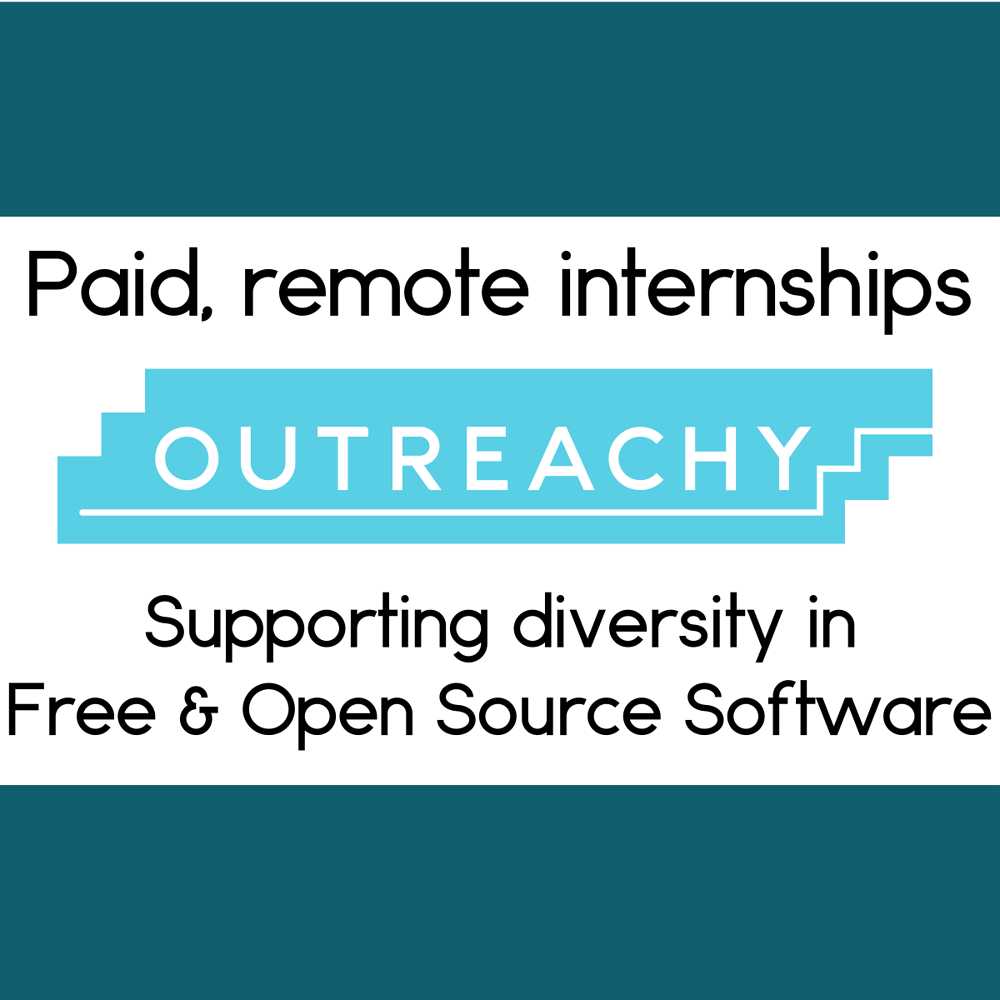 Paid, remote internships
OUTREACHY
Supporting diversity in
Free & Open Source Software